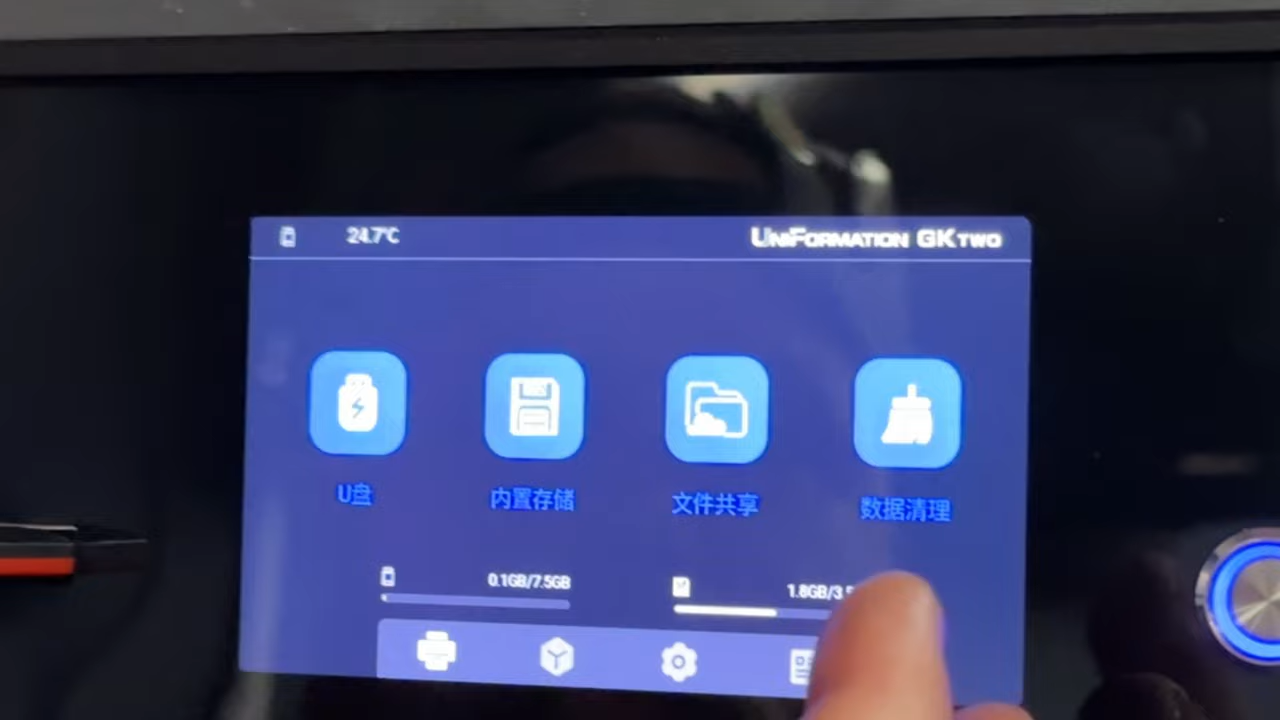 24.7℃
UNIFORMATION GKTWO
U盘
内置存储
文件共享
数据清理
0.1GB/7.5GB
1.8GB/3.5